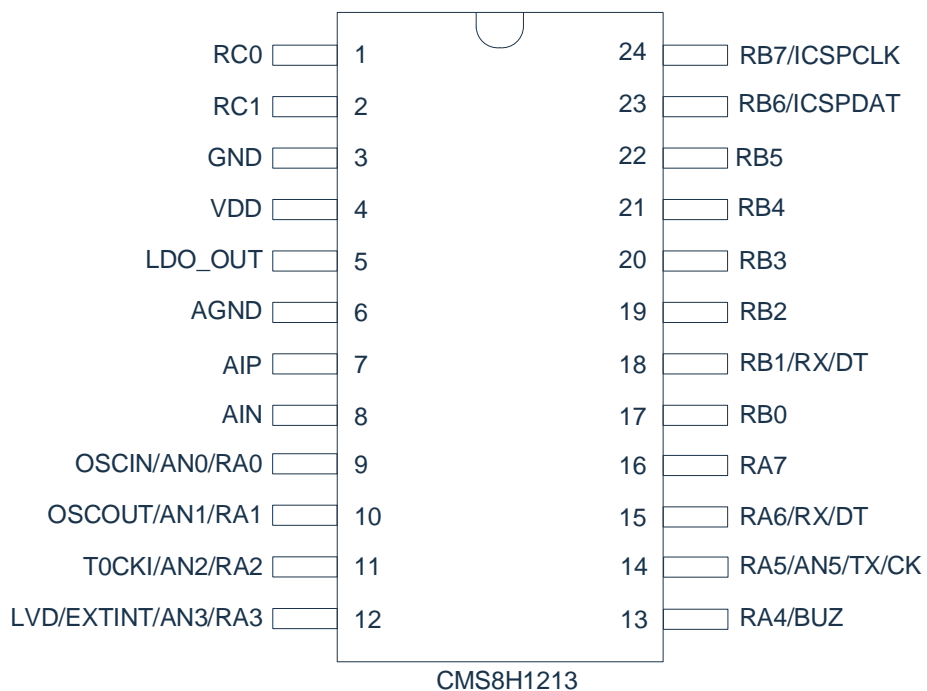 RC0 1 24 RB7/ICSPCLK
RC1 2 23 RB6/ICSPDAT
GND 3 22 RB5
VDD 4 21 RB4
LDO_OUT 5 20 RB3
AGND 6 19 RB2
AIP 7 18 RB1/RX/DT
AIN 8 17 RB0
OSCIN/AN0/RA0 9 16 RA7
OSCOUT/AN1/RA1 10 15 RA6/RX/DT
T0CKI/AN2/RA2 11 14 RA5/AN5/TX/CK
LVD/EXTINT/AN3/RA3 12 13 RA4/BUZ
CMS8H1213